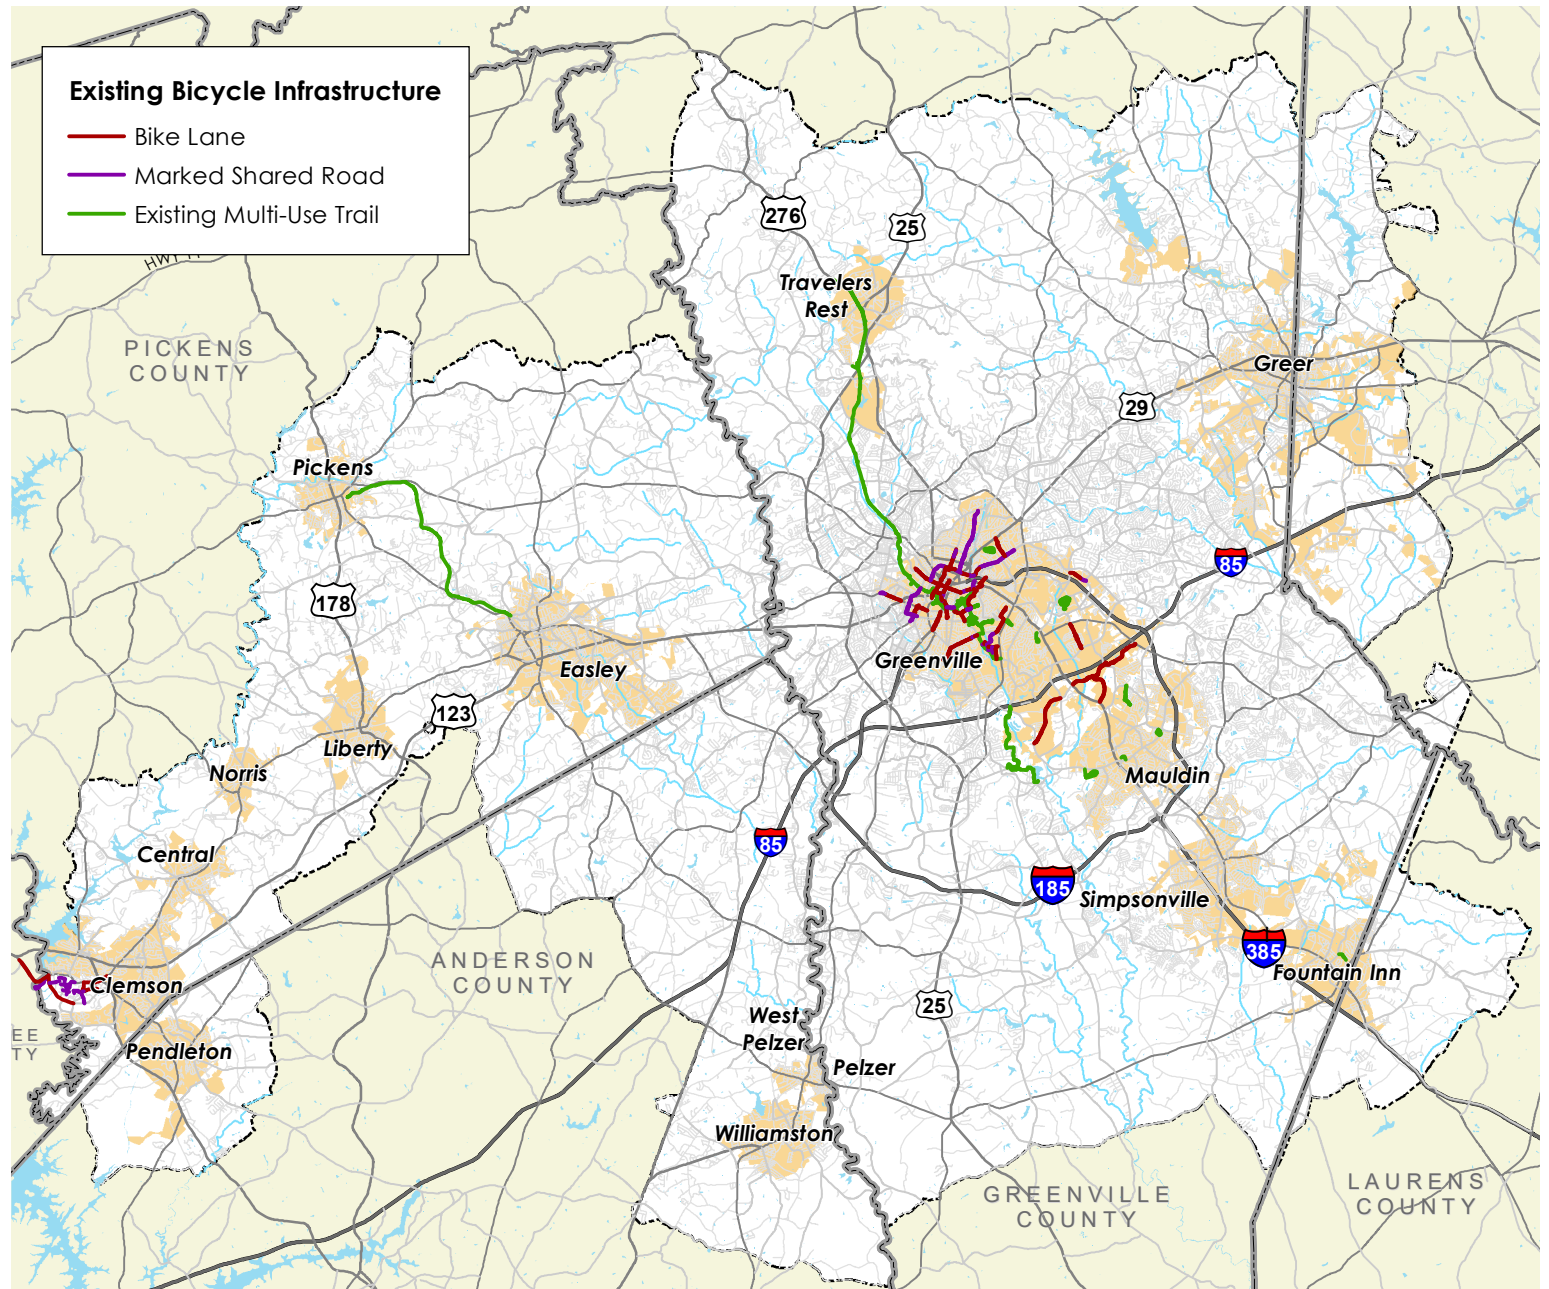 Existing Bicycle Infrastructure
Bike Lane
Marked Shared Road
Existing Multi-Use Trail
276
25
Travelers
Rest
PICKENS
COUNTY
Greer
29
Pickens
85
178
Easley
Greenville
123
Liberty
Norris
Mauldin
85
Central
185
Simpsonville
385
Fountain Inn
ANDERSON
COUNTY
Clemson
25
West
Pelzer
EE
TY
Pendleton
Pelzer
Williamston
GREENVILLE
COUNTY
LAURENS
COUNTY